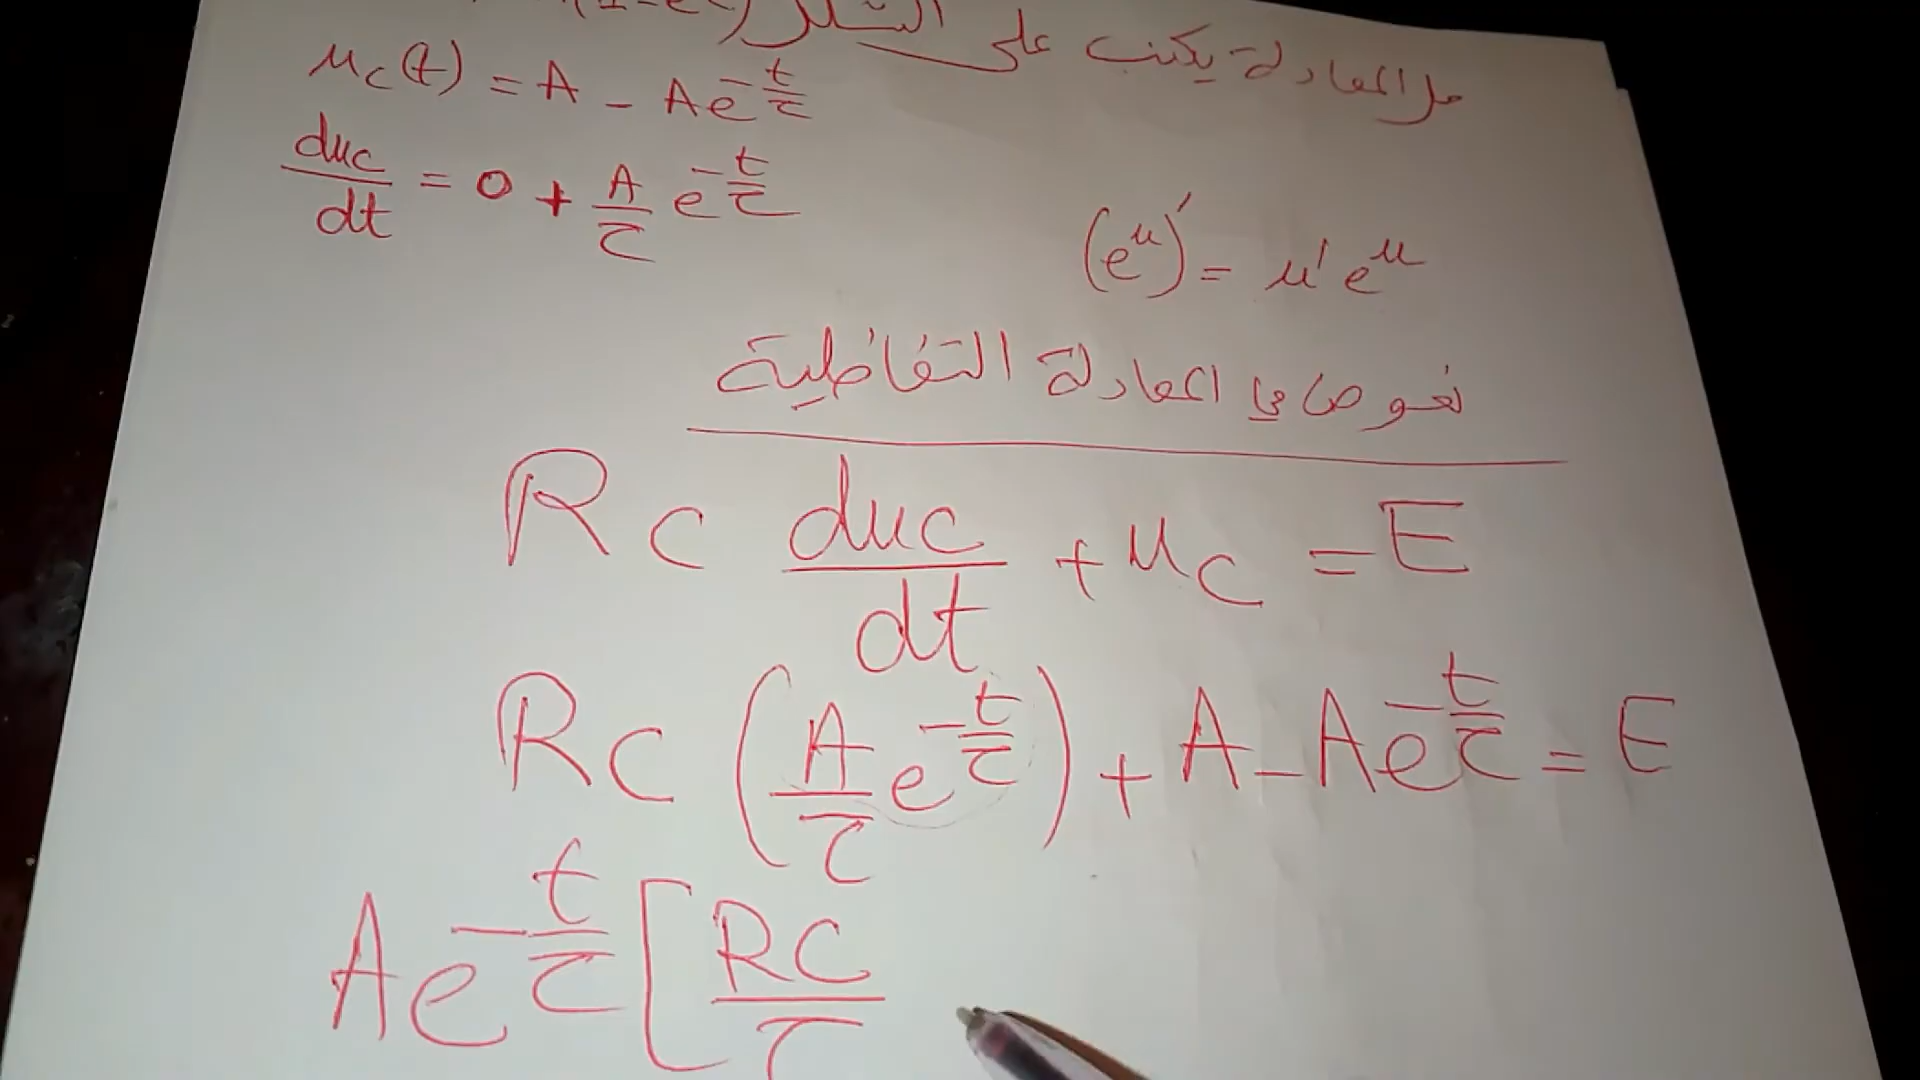 حل المعادلة يكتب على الشكل
μc(t) = A - Ae^{-t/τ}
duc/dt = 0 + A/τ e^{-t/τ}
(e^μ)' = μ' e^μ
نعوض في المعادلة التفاضلية
RC duc/dt + uc = E
RC (A/τ e^{-t/τ}) + A - Ae^{-t/τ} = E
Ae^{-t/τ} [RC/τ